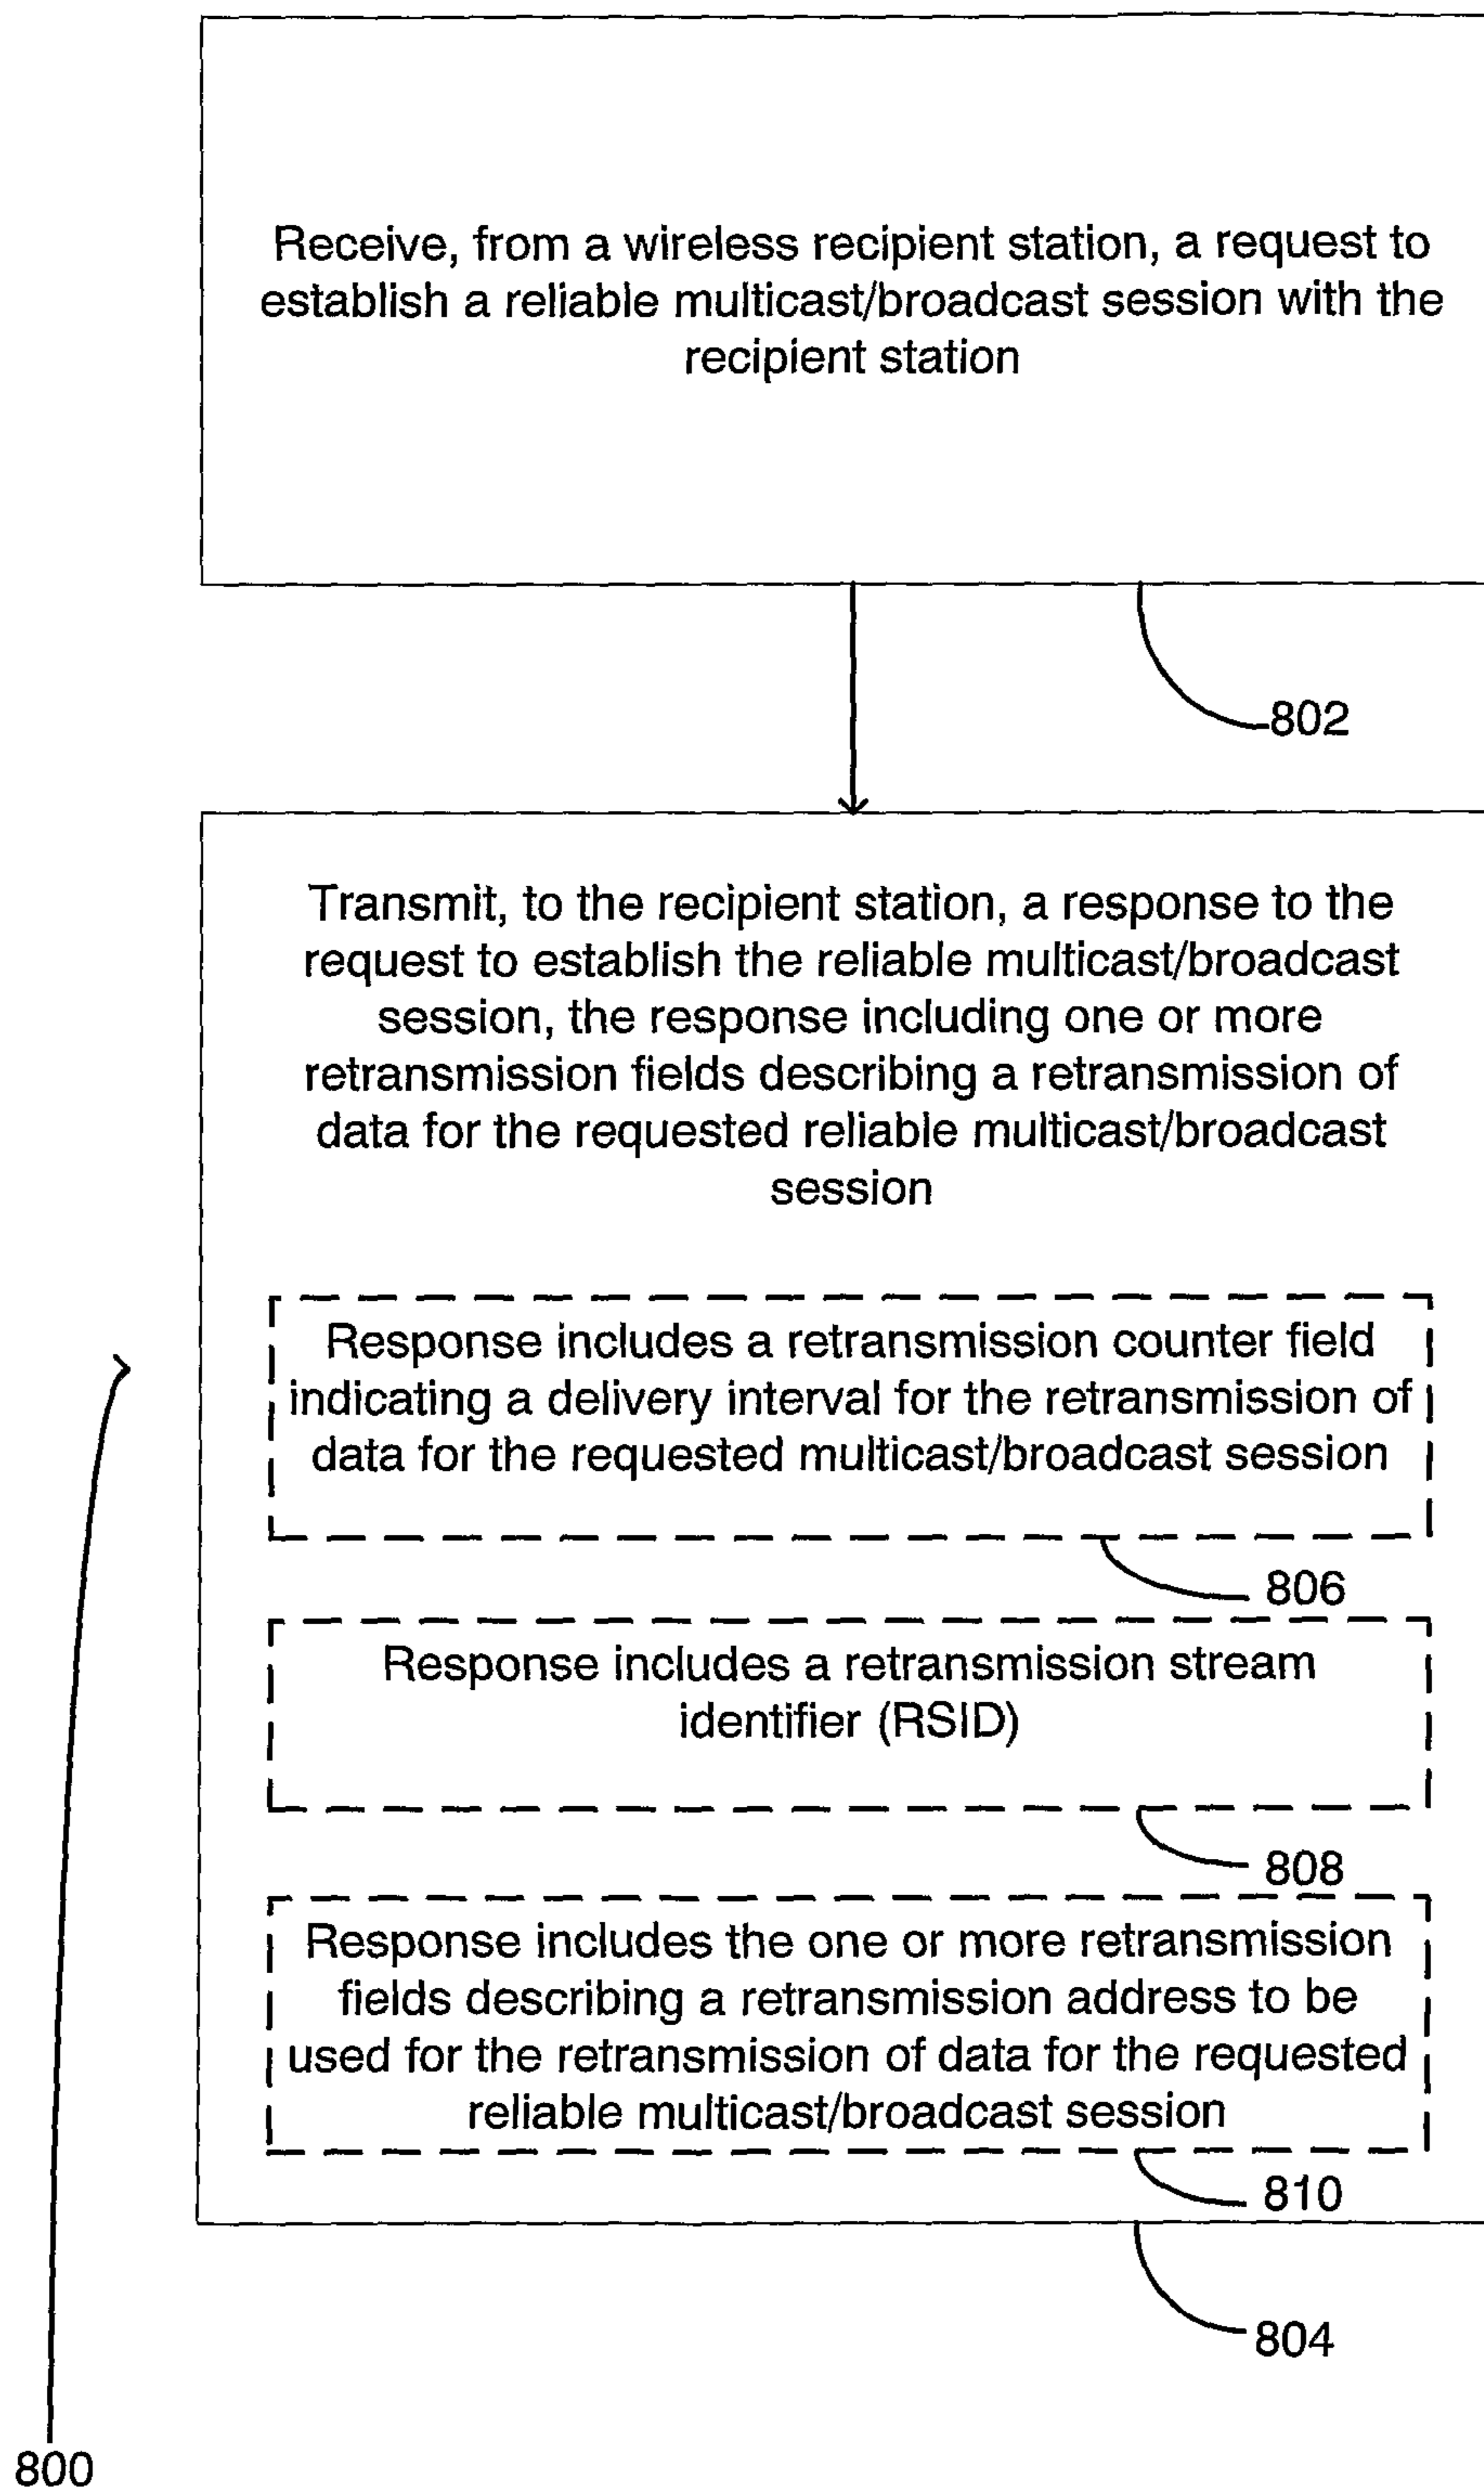 Receive, from a wireless recipient station, a request to
establish a reliable multicast/broadcast session with the
recipient station
802
Transmit, to the recipient station, a response to the
request to establish the reliable multicast/broadcast
session, the response including one or more
retransmission fields describing a retransmission of
data for the requested reliable multicast/broadcast
session
Response includes a retransmission counter field
indicating a delivery interval for the retransmission of
data for the requested multicast/broadcast session
806
Response includes a retransmission stream
identifier (RSID)
808
Response includes the one or more retransmission
fields describing a retransmission address to be
used for the retransmission of data for the requested
reliable multicast/broadcast session
810
804
800